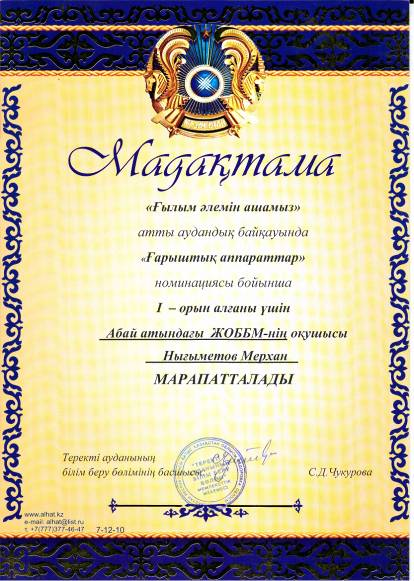 Мадақтама
«Ғылым әлемін ашамыз»
атты аудандық байқауында
«Ғарыштық аппараттар»
номинациясы бойынша
I – орын алғаны үшін
Абай атындағы ЖОББМ-нің оқушысы
Нығыметов Мерхан
МАРАПАТТАЛАДЫ
Теректі ауданының
білім беру бөлімінің басшысы
С.Д.Чукурова
www.alhat.kz
e-mail: alhat@list.ru
т. +7(777)377-46-47 7-12-10